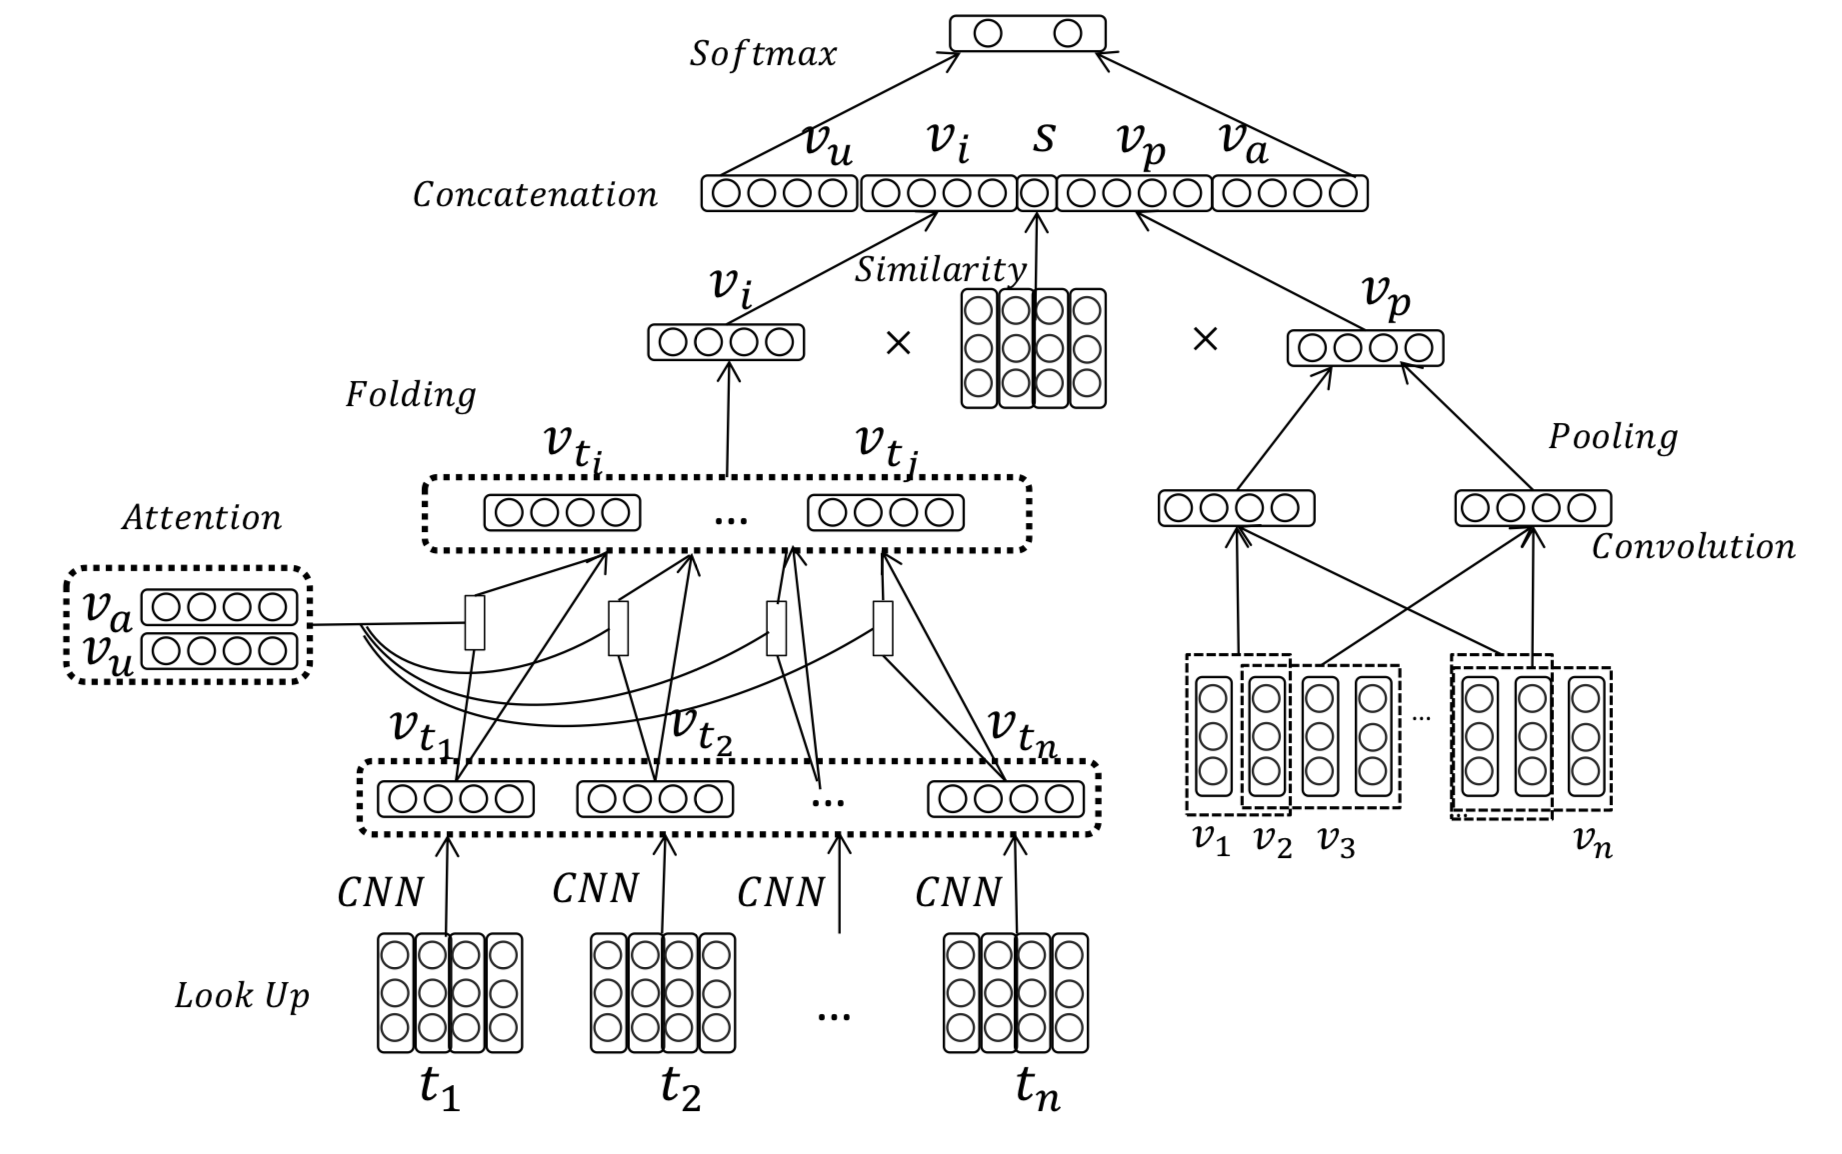 Softmax
v_u v_i s v_p v_a
Concatenation
Similarity
v_i
v_p
×
×
Folding
v_{t_i} v_{t_j}
Pooling
...
Attention
Convolution
v_a
v_u
v_{t_1} v_{t_2} v_{t_n}
...
...
v_1 v_2 v_3 v_n
CNN CNN CNN CNN
Look Up
...
t_1 t_2 t_n